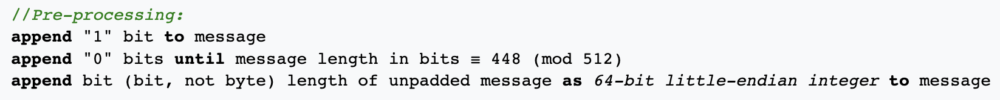 //Pre-processing:
append "1" bit to message
append "0" bits until message length in bits ≡ 448 (mod 512)
append bit (bit, not byte) length of unpadded message as 64-bit little-endian integer to message